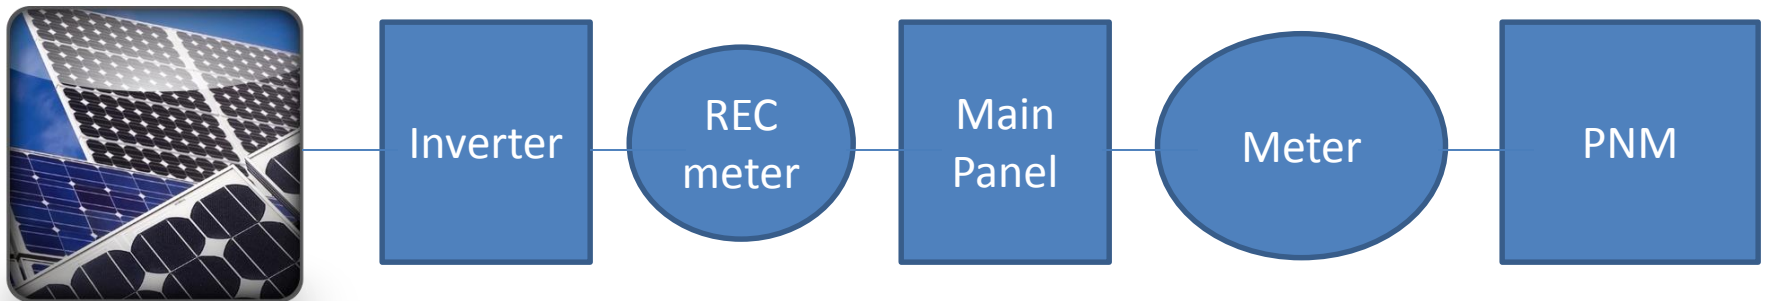 Inverter
REC
meter
Main
Panel
Meter
PNM